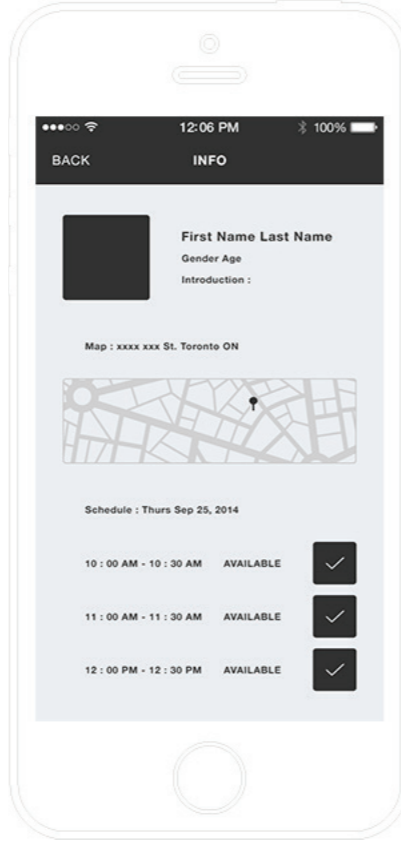 12:06 PM 100%
BACK INFO
First Name Last Name
Gender Age
Introduction :
Map : xxxx xxx St. Toronto ON
Schedule : Thurs Sep 25, 2014
10 : 00 AM - 10 : 30 AM AVAILABLE
11 : 00 AM - 11 : 30 AM AVAILABLE
12 : 00 PM - 12 : 30 PM AVAILABLE